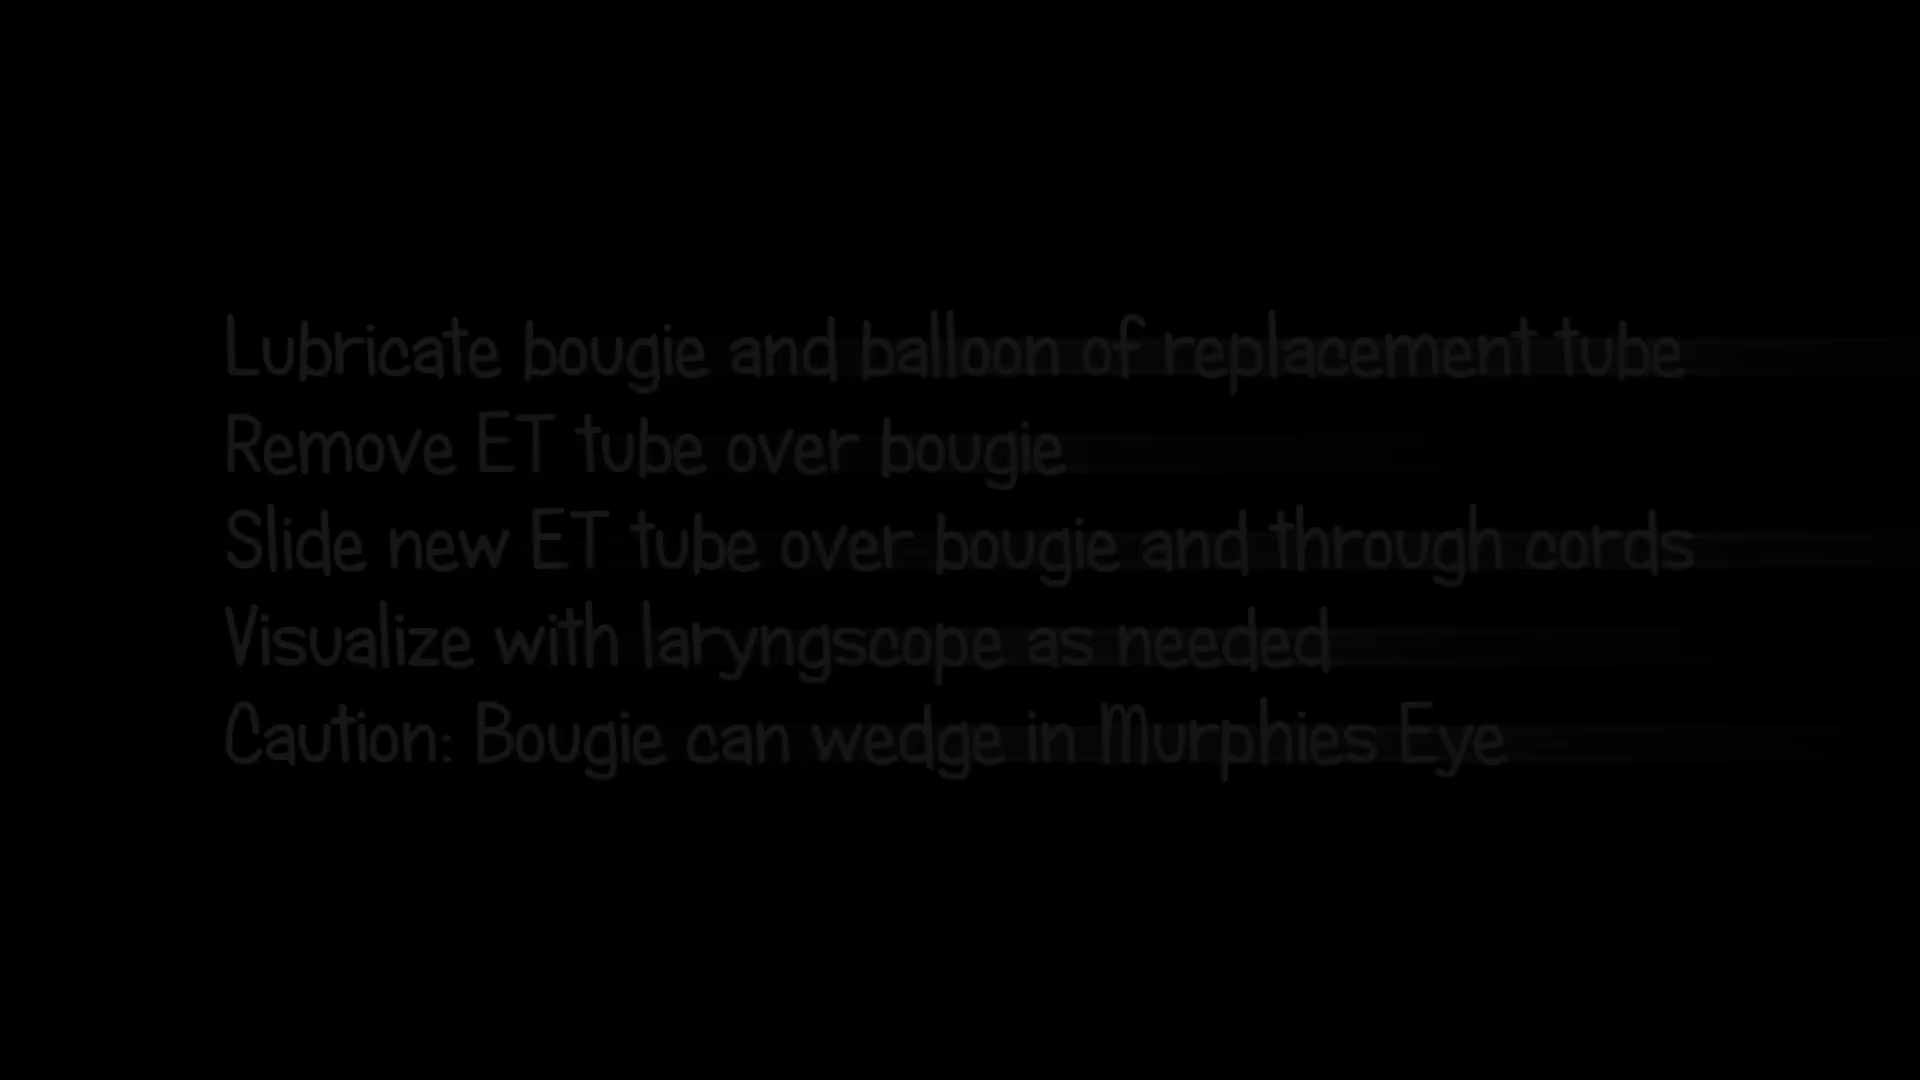 Lubricate bougie and balloon of replacement tube
Remove ET tube over bougie
Slide new ET tube over bougie and through cords
Visualize with laryngscope as needed
Caution: Bougie can wedge in Murphies Eye